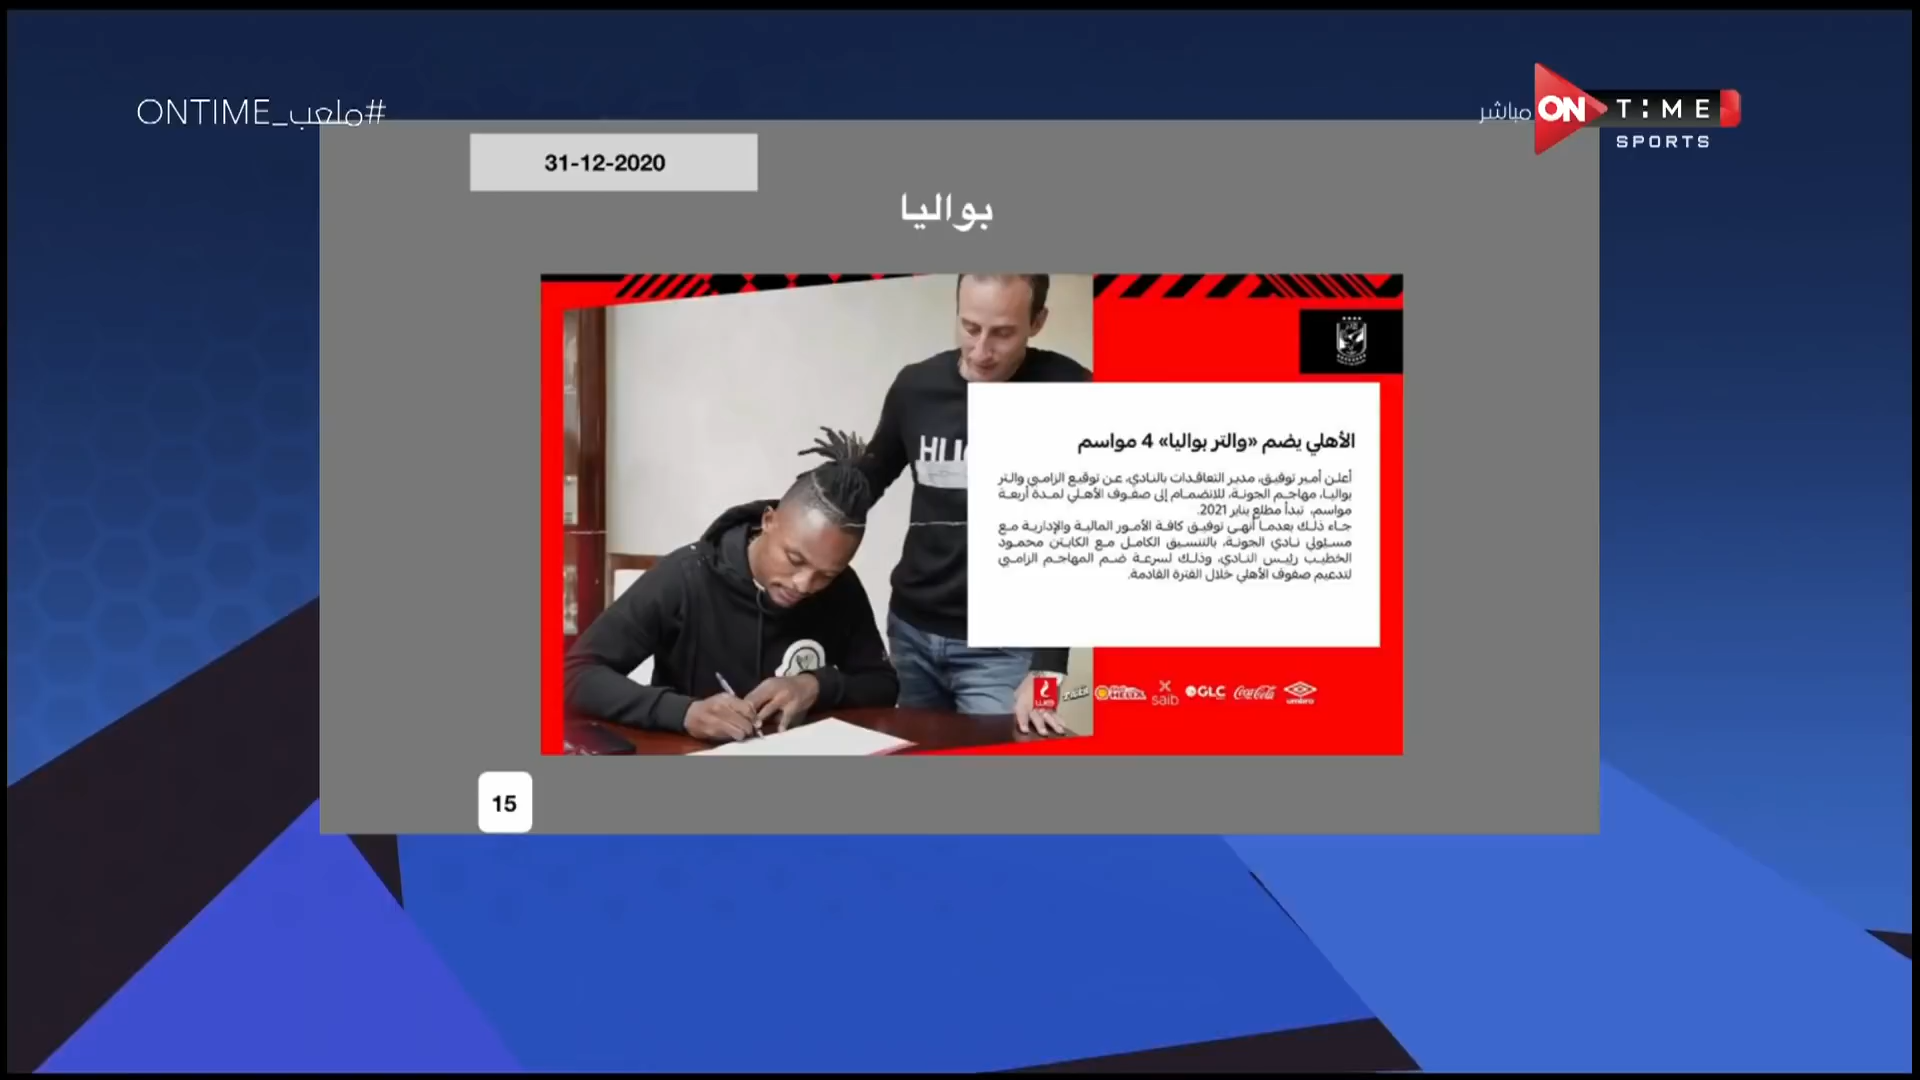 #ملعب_ONTIME
مباشر
ON TIME
SPORTS
31-12-2020
بواليا
الأهلي يضم «والتر بواليا» 4 مواسم
أعلن أمير توفيق، مدير التعاقدات بالنادي، عن توقيع الزامبي والتر
بواليا، مهاجم الجونة، للانضمام إلى صفوف الأهلي لمدة أربعة
مواسم، تبدأ مطلع يناير 2021.
جاء ذلك بعدما أنهى توفيق كافة الأمور المالية والإدارية مع
مسئولي نادي الجونة، بالتنسيق الكامل مع الكابتن محمود
الخطيب رئيس النادي، وذلك لسرعة ضم المهاجم الزامبي
لتدعيم صفوف الأهلي خلال الفترة القادمة.
HU
we
HELIX
saib
GLC
Coca-Cola
umbro
15